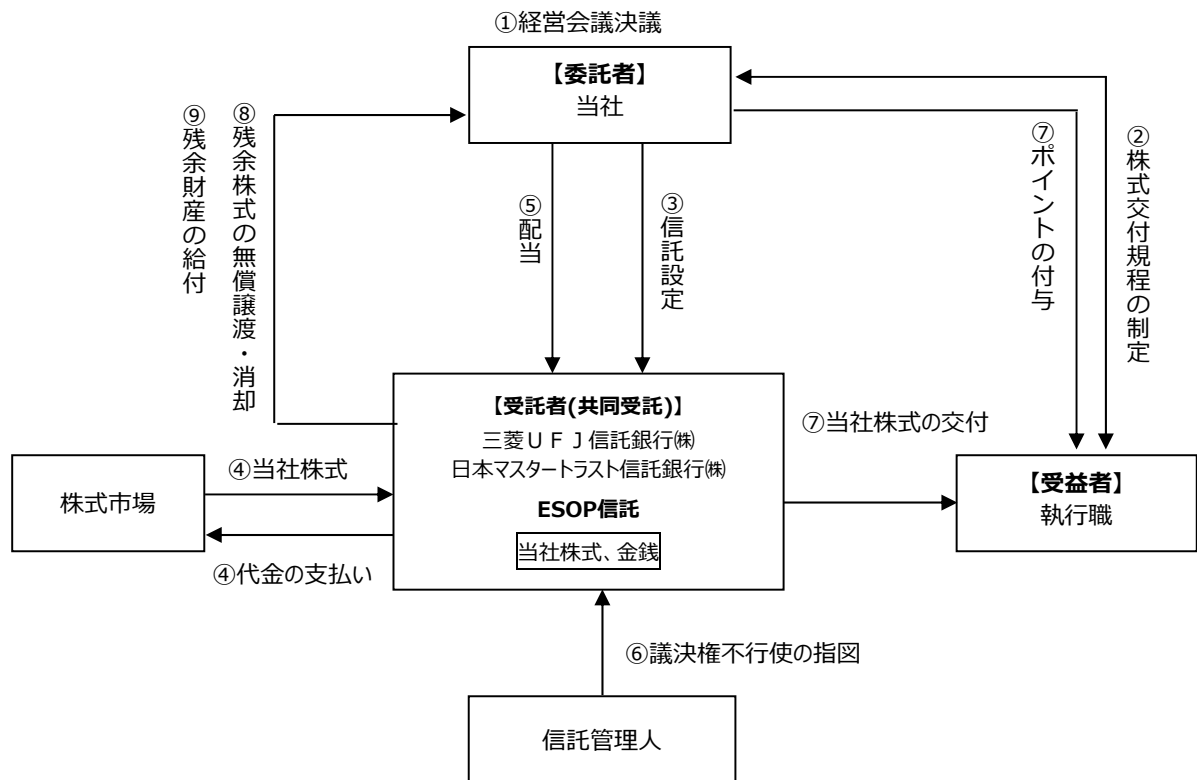 ①経営会議決議
【委託者】
当社
⑨残余財産の給付
⑧残余株式の無償譲渡・消却
⑤配当
③信託設定
⑦ポイントの付与
②株式交付規程の制定
【受託者(共同受託)】
三菱UFJ信託銀行㈱
日本マスタートラスト信託銀行㈱
ESOP信託
当社株式、金銭
⑦当社株式の交付
④当社株式
株式市場
④代金の支払い
【受益者】
執行職
⑥議決権不行使の指図
信託管理人